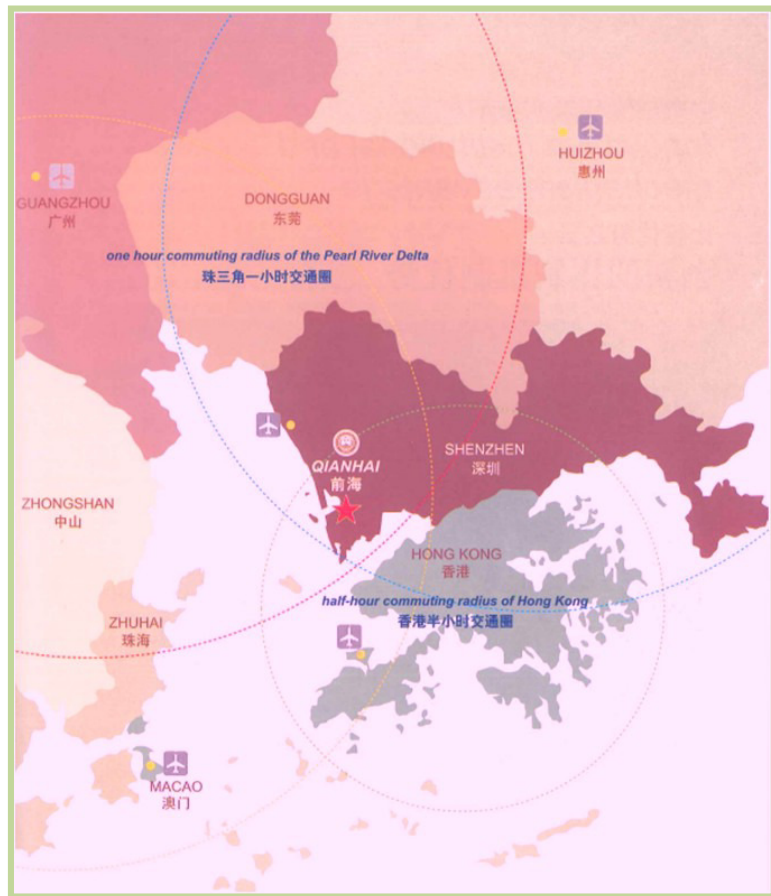 HUIZHOU
惠州
GUANGZHOU
广州
DONGGUAN
东莞
one hour commuting radius of the Pearl River Delta
珠三角一小时交通圈
SHENZHEN
深圳
QIANHAI
前海
ZHONGSHAN
中山
HONG KONG
香港
half-hour commuting radius of Hong Kong
香港半小时交通圈
ZHUHAI
珠海
MACAO
澳门